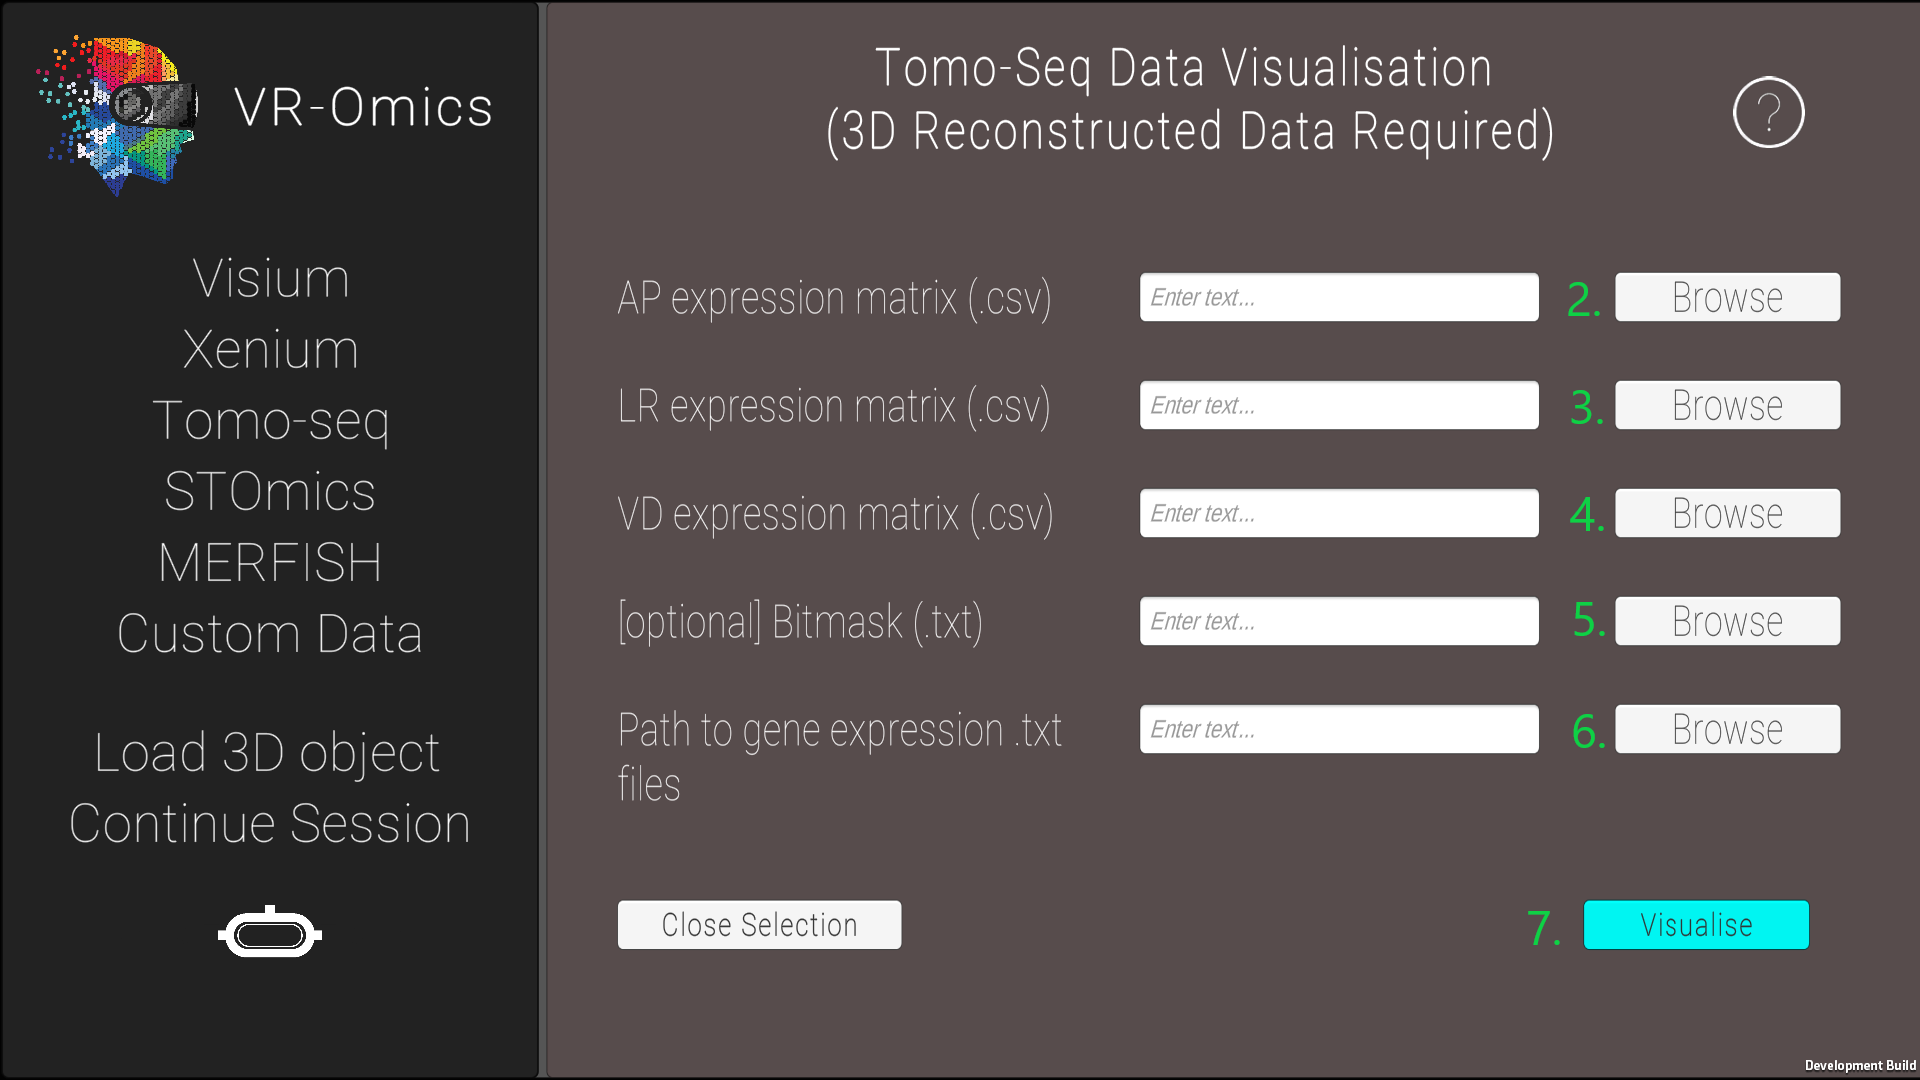 VR-Omics
Visium
Xenium
Tomo-seq
STOmics
MERFISH
Custom Data
Load 3D object
Continue Session
Tomo-Seq Data Visualisation
(3D Reconstructed Data Required)
?
AP expression matrix (.csv) Enter text... 2. Browse
LR expression matrix (.csv) Enter text... 3. Browse
VD expression matrix (.csv) Enter text... 4. Browse
[optional] Bitmask (.txt) Enter text... 5. Browse
Path to gene expression .txt Enter text... 6. Browse
files
Close Selection 7. Visualise
Development Build